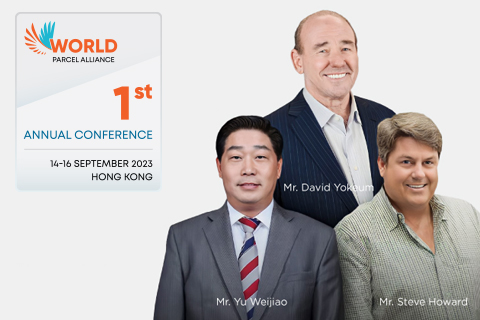 WORLD
PARCEL ALLIANCE
1st
ANNUAL CONFERENCE
14-16 SEPTEMBER 2023
HONG KONG
Mr. David Yokeum
Mr. Yu Weijiao
Mr. Steve Howard